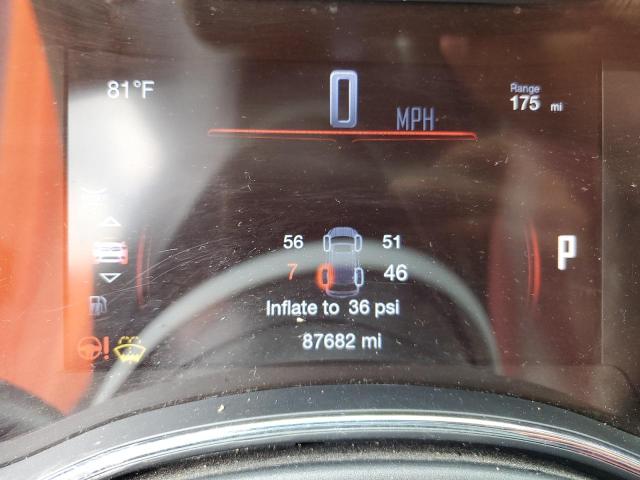 81°F
0 MPH
Range
175 mi
56 51
7 46
P
Inflate to 36 psi
87682 mi